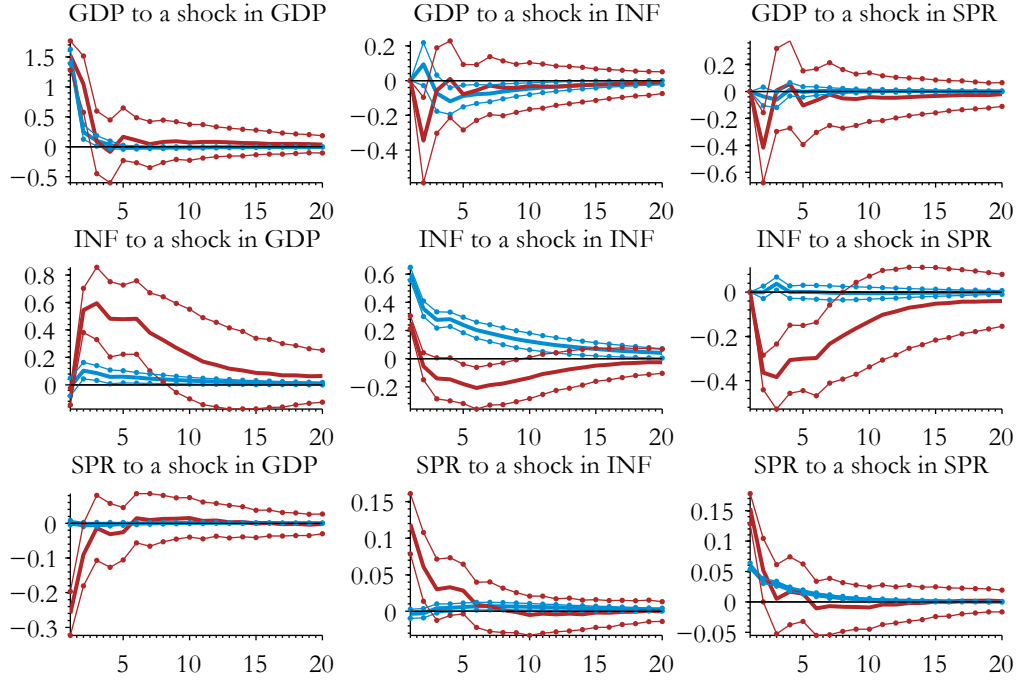 GDP to a shock in GDP
GDP to a shock in INF
GDP to a shock in SPR
1.5
1
0.5
0
−0.5
5 10 15 20
0.2
0
−0.2
−0.4
5 10 15 20
0.2
0
−0.2
−0.4
−0.6
5 10 15 20
INF to a shock in GDP
INF to a shock in INF
INF to a shock in SPR
0.8
0.6
0.4
0.2
0
5 10 15 20
0.6
0.4
0.2
0
−0.2
5 10 15 20
0
−0.2
−0.4
5 10 15 20
SPR to a shock in GDP
SPR to a shock in INF
SPR to a shock in SPR
0
−0.1
−0.2
−0.3
5 10 15 20
0.15
0.1
0.05
0
5 10 15 20
0.15
0.1
0.05
0
−0.05
5 10 15 20